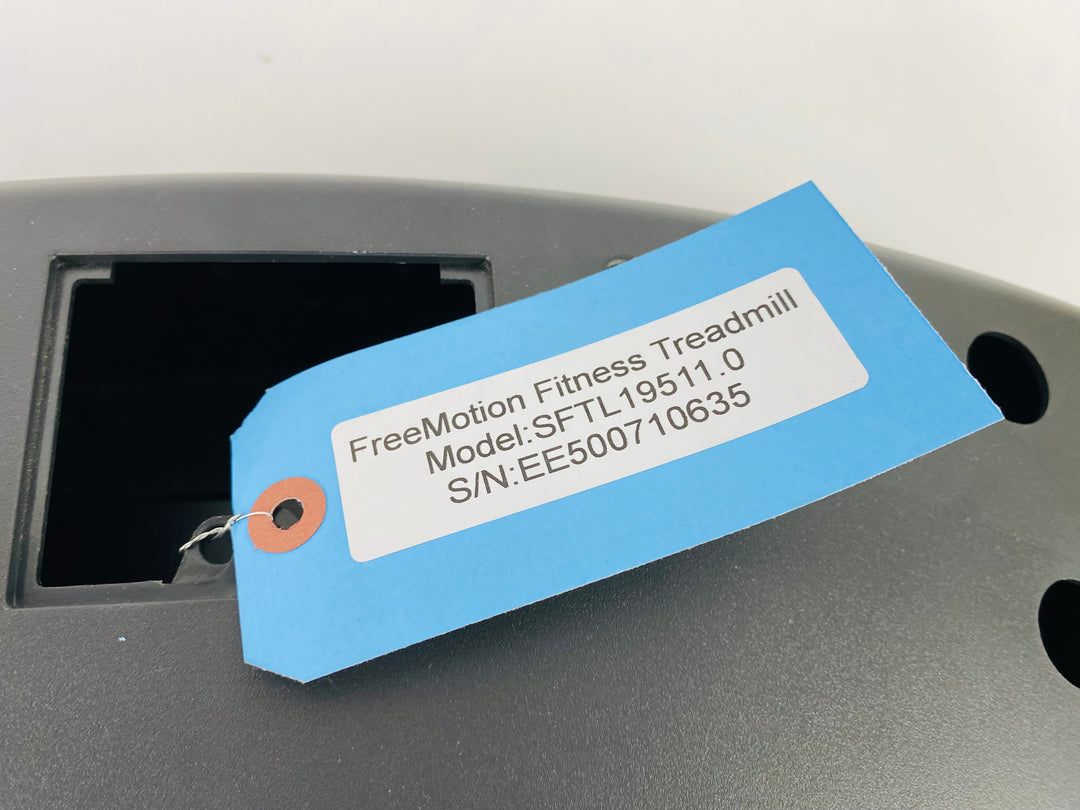 FreeMotion Fitness Treadmill
Model:SFTL19511.0
S/N:EE500710635